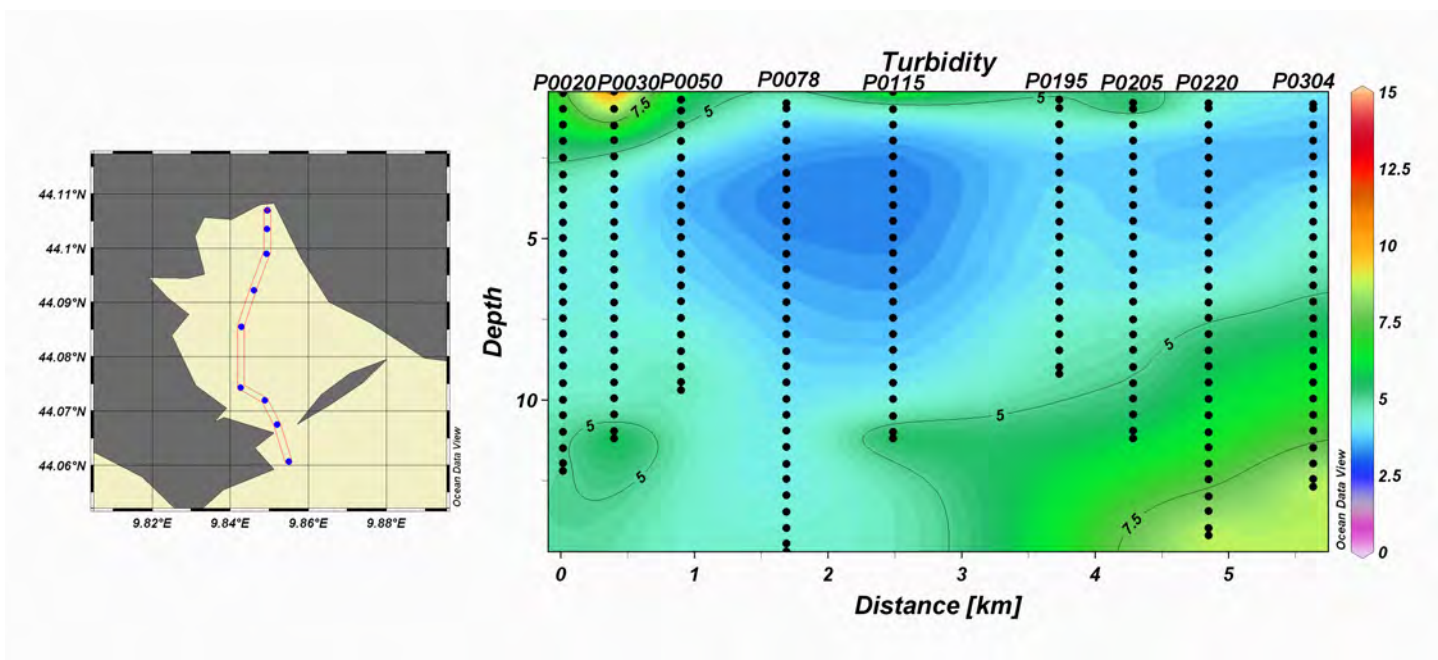 44.11°N
44.1°N
44.09°N
44.08°N
44.07°N
44.06°N
9.82°E 9.84°E 9.86°E 9.88°E
Ocean Data View
Turbidity
P0020 P0030 P0050 P0078 P0115 P0195 P0205 P0220 P0304
7.5
5
5
5
5
5
5
5
7.5
Depth
5
10
0 1 2 3 4 5
Distance [km]
Ocean Data View
15
12.5
10
7.5
5
2.5
0